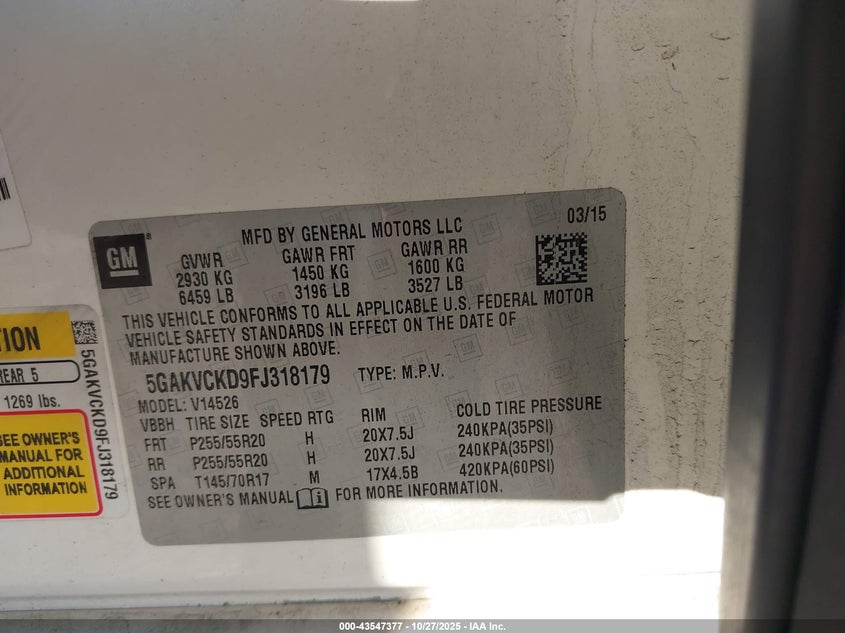 GM
MFD BY GENERAL MOTORS LLC 03/15
GVWR GAWR FRT GAWR RR
2930 KG 1450 KG 1600 KG
6459 LB 3196 LB 3527 LB
THIS VEHICLE CONFORMS TO ALL APPLICABLE U.S. FEDERAL MOTOR
VEHICLE SAFETY STANDARDS IN EFFECT ON THE DATE OF
MANUFACTURE SHOWN ABOVE.
5GAKVCKD9FJ318179 TYPE: M.P.V.
MODEL: V14526
VBBH TIRE SIZE SPEED RTG RIM COLD TIRE PRESSURE
FRT P255/55R20 H 20X7.5J 240KPA(35PSI)
RR P255/55R20 H 20X7.5J 240KPA(35PSI)
SPA T145/70R17 M 17X4.5B 420KPA(60PSI)
SEE OWNER'S MANUAL FOR MORE INFORMATION.
REAR 5
1269 lbs.
SEE OWNER'S
MANUAL FOR
ADDITIONAL
INFORMATION
5GAKVCKD9FJ318179
000-43547377 - 10/27/2025 - IAA Inc.